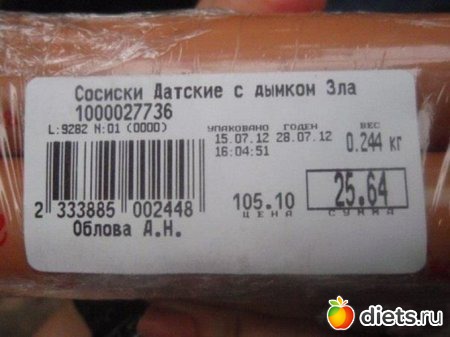 Сосиски Датские с дымком Зла
1000027736
L:9282 N:01 (0000)
УПАКОВАНО ГОДЕН ВЕС
15.07.12 28.07.12 0.244 кг
16:04:51
105.10 25.64
ЦЕНА СУММА
2 333885 002448
Облова А.Н.
diets.ru